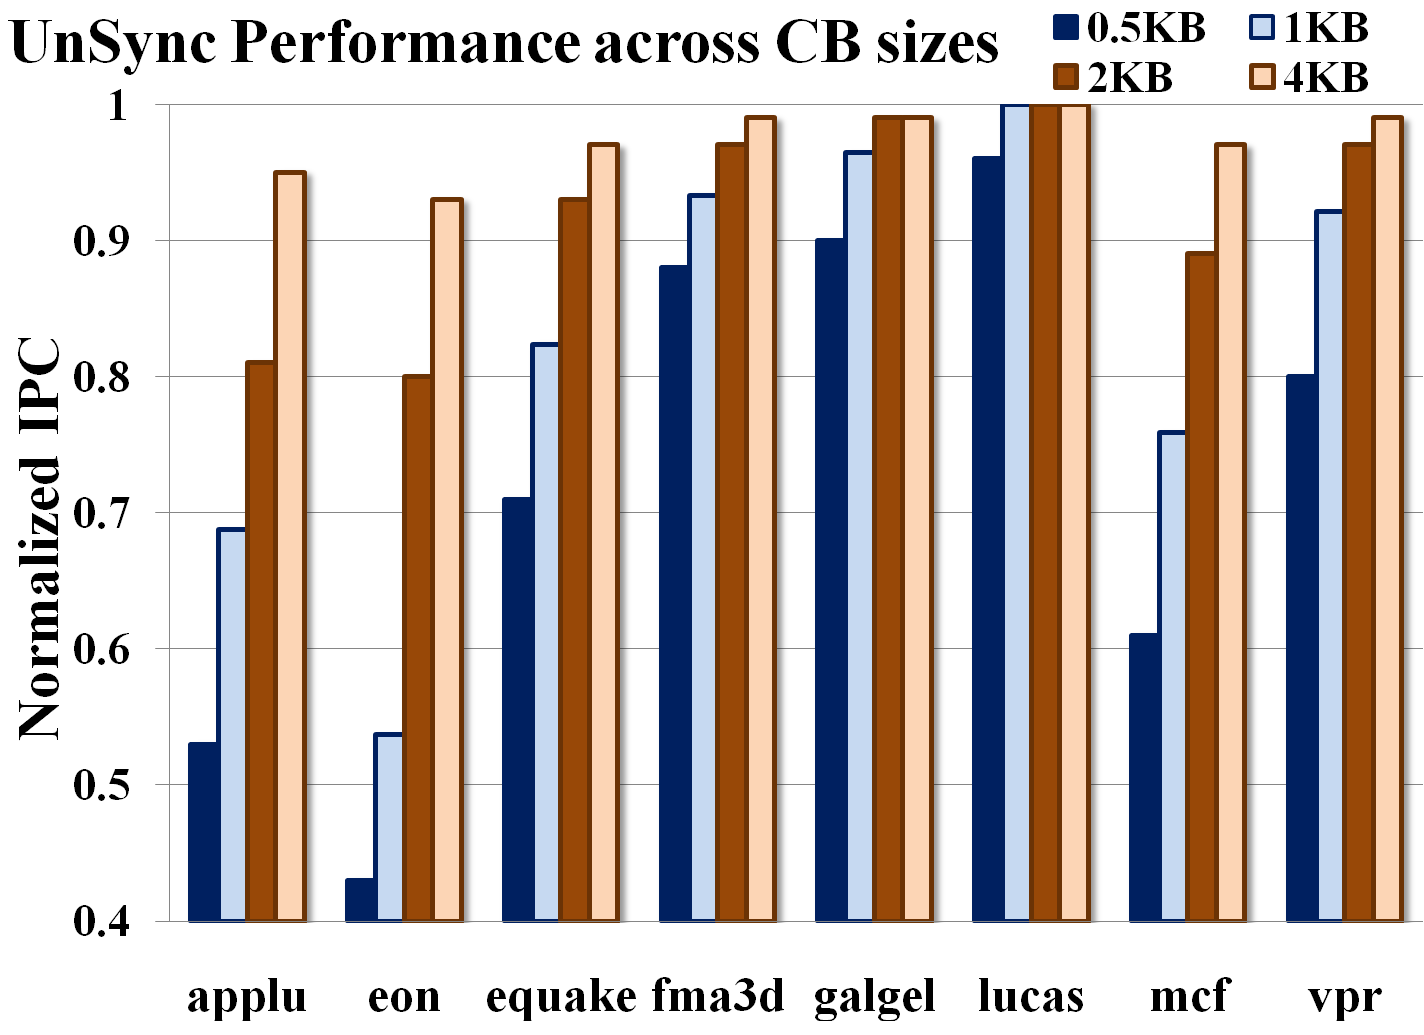 UnSync Performance across CB sizes
0.5KB 1KB
2KB 4KB
Normalized IPC
1
0.9
0.8
0.7
0.6
0.5
0.4
applu eon equake fma3d galgel lucas mcf vpr